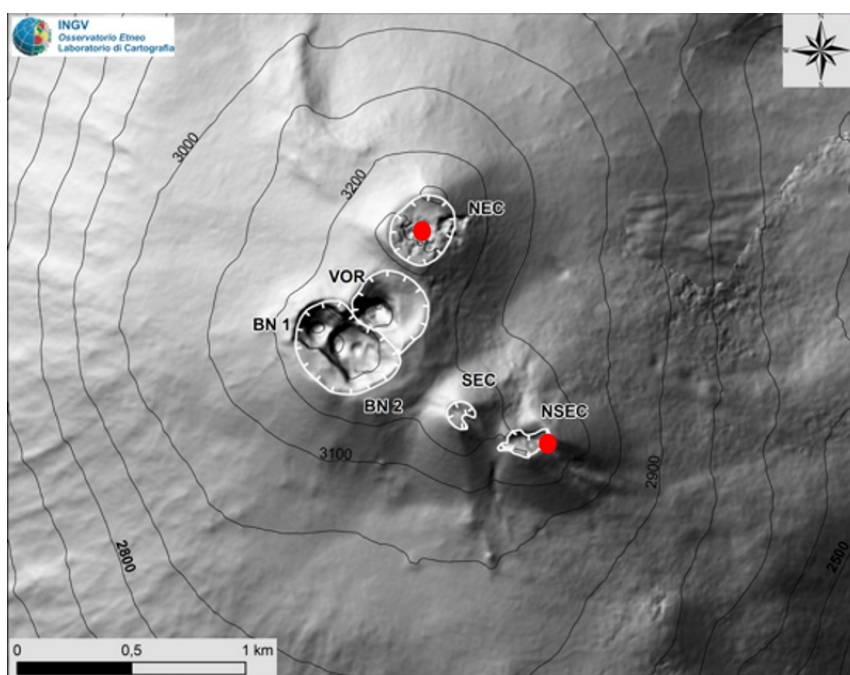 INGV
Osservatorio Etneo
Laboratorio di Cartografia
N
3000
3200
NEC
VOR
BN 1
SEC
BN 2
NSEC
3100
2900
2800
2500
0 0,5 1 km